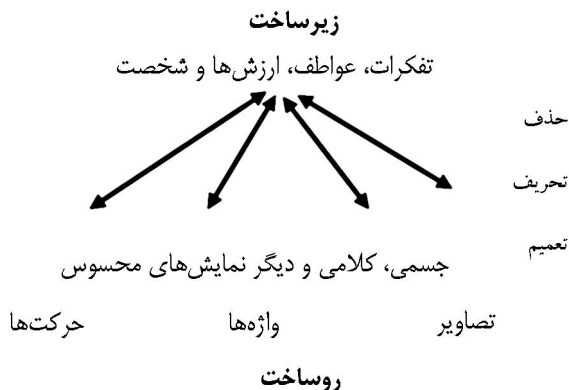 زیرساخت
تفکرات، عواطف، ارزش‌ها و شخصت
حذف
تحریف
تعمیم
جسمی، کلامی و دیگر نمایش‌های محسوس
تصاویر واژه‌ها حرکت‌ها
روساخت